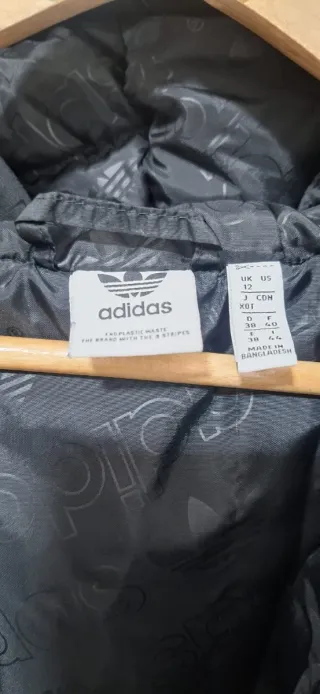 adidas
END PLASTIC WASTE
THE BRAND WITH THE 3 STRIPES
UK US
12
J CDN
XOT
D F
38 40
I
38 44
MADE IN
BANGLADESH
adidas